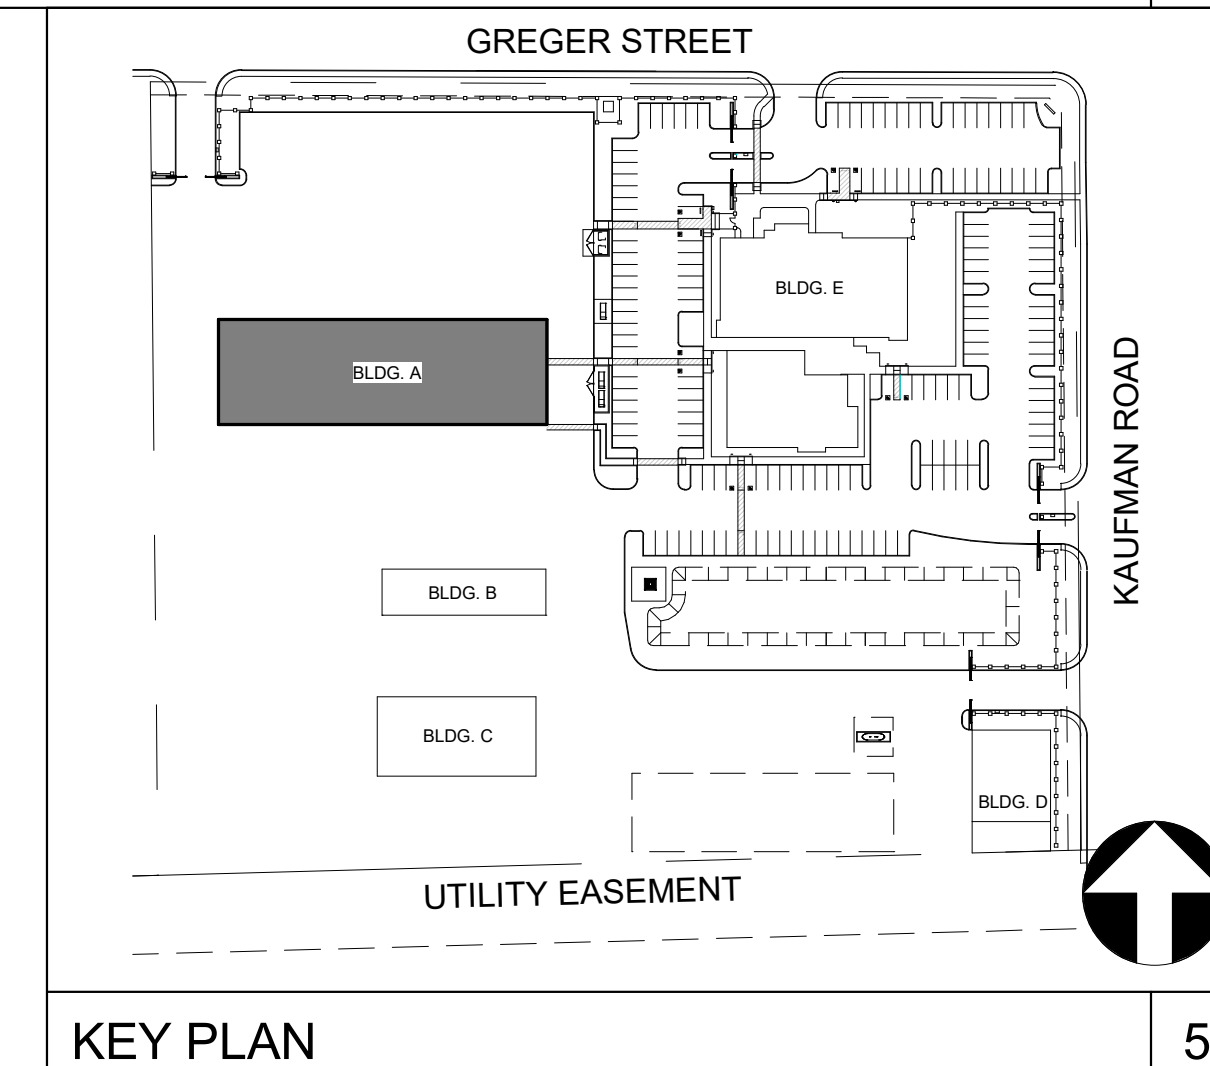 GREGER STREET
BLDG. E
BLDG. A
KAUFMAN ROAD
BLDG. B
BLDG. C
BLDG. D
UTILITY EASEMENT
KEY PLAN
5